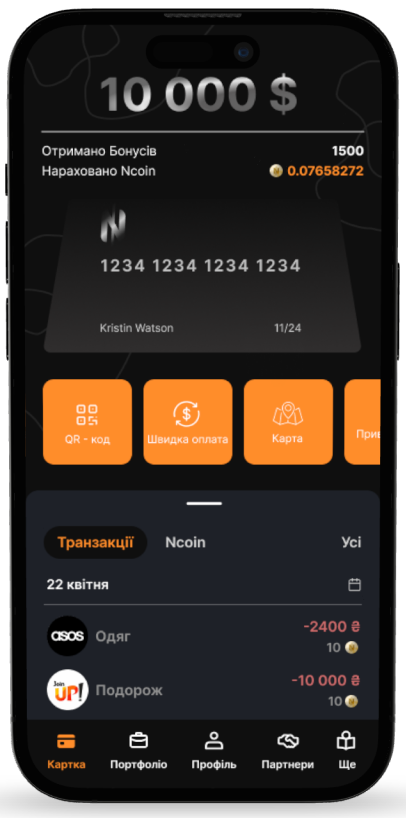 10 000 $
Отримано Бонусів 1500
Нараховано Ncoin 0.07658272
N
1234 1234 1234 1234
Kristin Watson 11/24
QR - код
Швидка оплата
Карта
Прив
Транзакції Ncoin Усі
22 квітня
asos Одяг -2400 ₴
10
Join UP! Подорож -10 000 ₴
10
Картка Портфоліо Профіль Партнери Ще